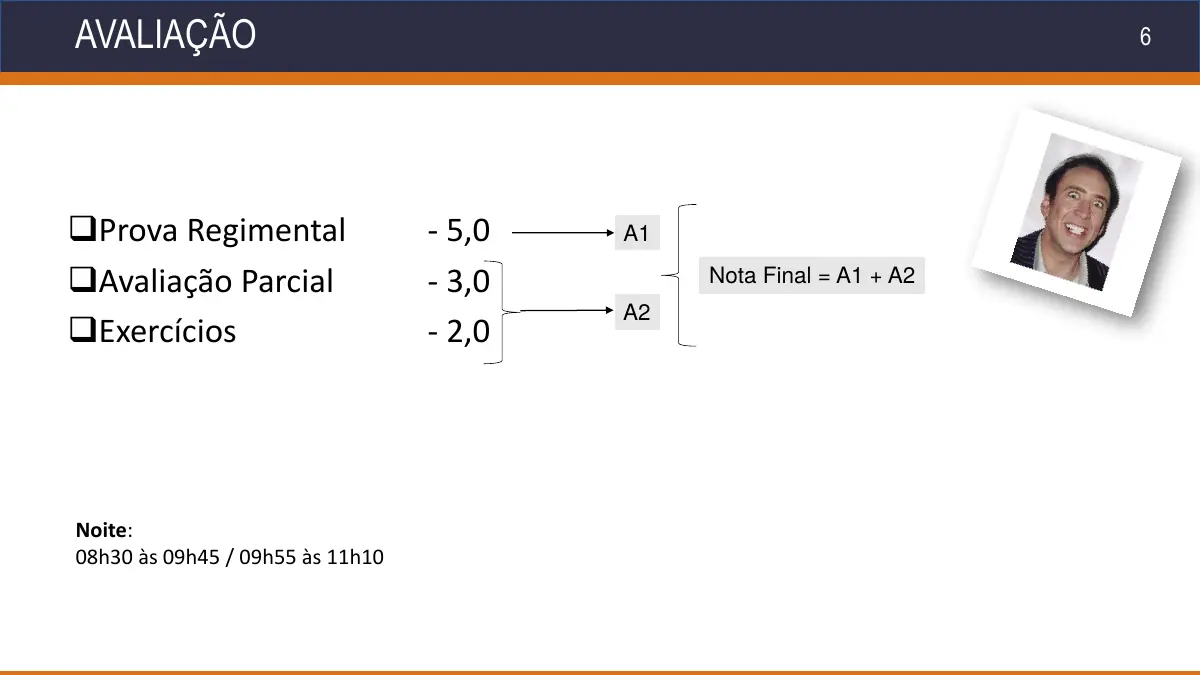 AVALIAÇÃO
6
❑Prova Regimental - 5,0
A1
❑Avaliação Parcial - 3,0
Nota Final = A1 + A2
❑Exercícios - 2,0
A2
Noite:
08h30 às 09h45 / 09h55 às 11h10